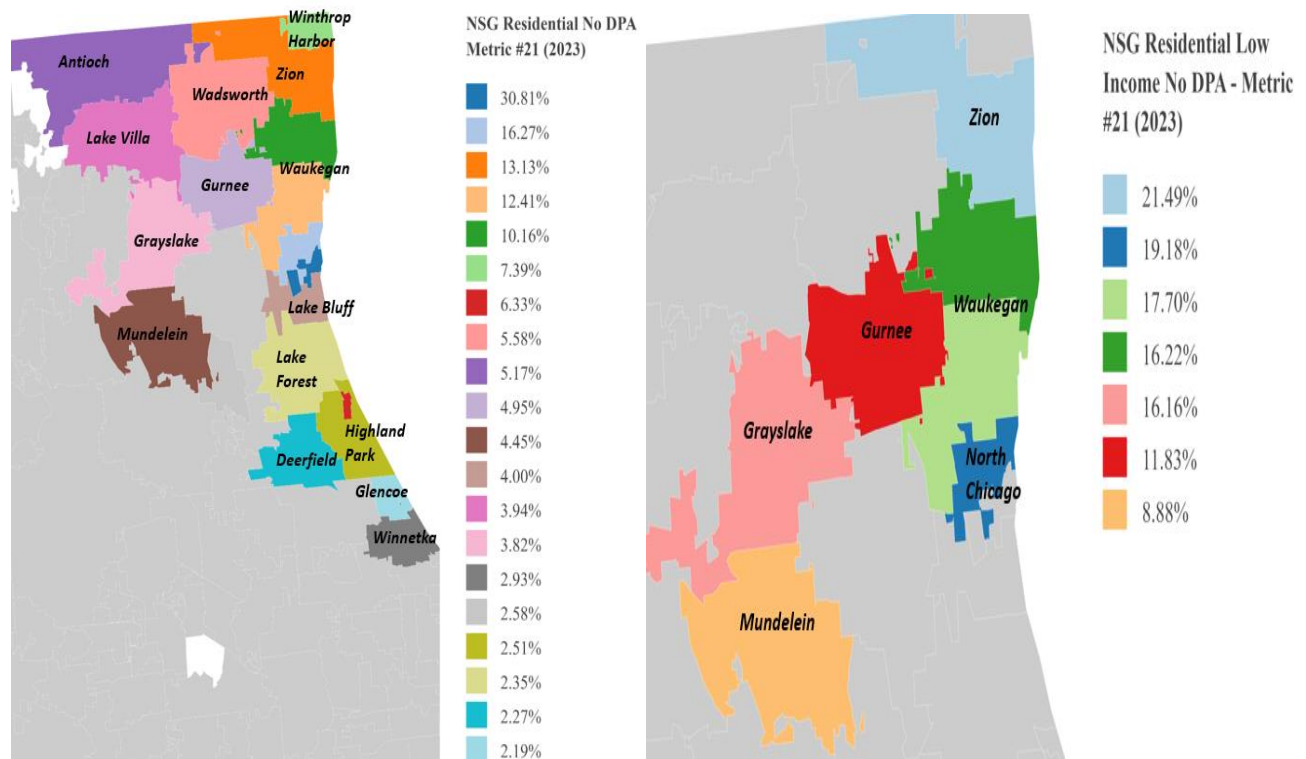 Winthrop
Harbor
Antioch
Zion
Wadsworth
Lake Villa
Waukegan
Gurnee
Grayslake
Lake Bluff
Mundelein
Lake
Forest
Highland
Park
Deerfield
Glencoe
Winnetka
NSG Residential No DPA
Metric #21 (2023)
30.81%
16.27%
13.13%
12.41%
10.16%
7.39%
6.33%
5.58%
5.17%
4.95%
4.45%
4.00%
3.94%
3.82%
2.93%
2.58%
2.51%
2.35%
2.27%
2.19%
Zion
Waukegan
Gurnee
Grayslake
North
Chicago
Mundelein
NSG Residential Low
Income No DPA - Metric
#21 (2023)
21.49%
19.18%
17.70%
16.22%
16.16%
11.83%
8.88%